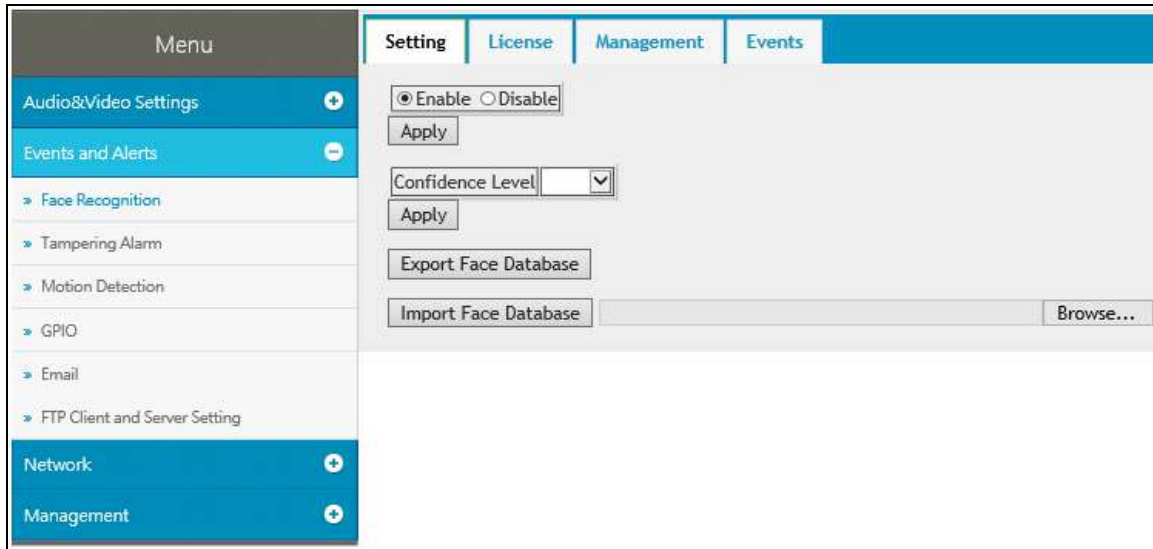 Menu
Audio&Video Settings
Events and Alerts
» Face Recognition
» Tampering Alarm
» Motion Detection
» GPIO
» Email
» FTP Client and Server Setting
Network
Management
Setting License Management Events
Enable Disable
Apply
Confidence Level
Apply
Export Face Database
Import Face Database Browse...